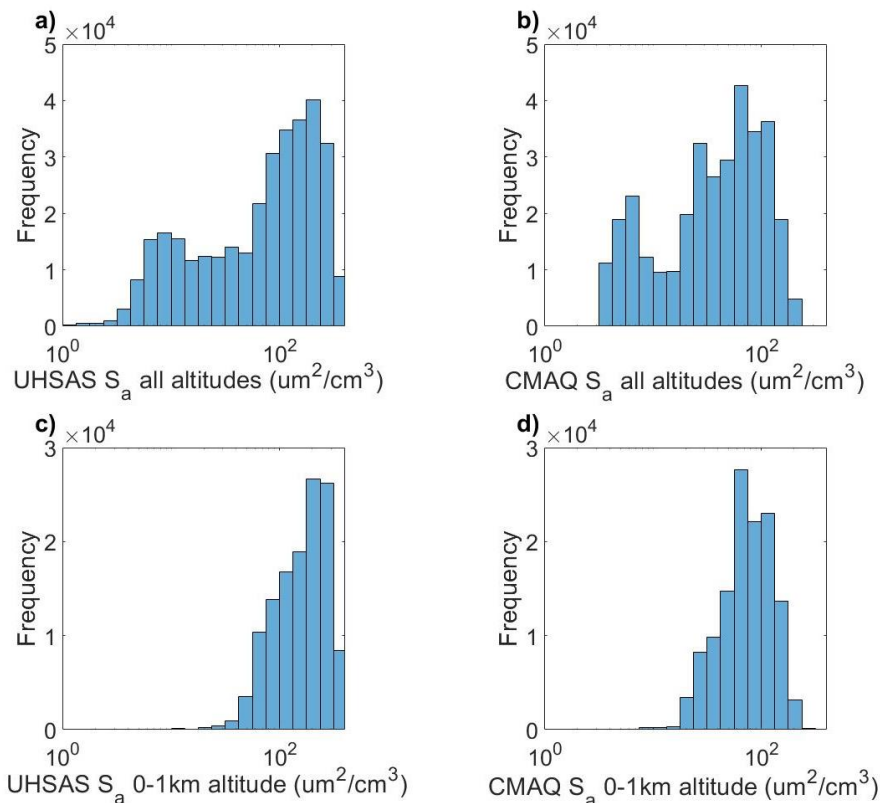 a)
×10^4
5
4
3
2
1
0
Frequency
10^0
10^2
UHSAS S_a all altitudes (um^2/cm^3)
b)
×10^4
5
4
3
2
1
0
Frequency
10^0
10^2
CMAQ S_a all altitudes (um^2/cm^3)
c)
×10^4
3
2
1
0
Frequency
10^0
10^2
UHSAS S_a 0-1km altitude (um^2/cm^3)
d)
×10^4
3
2
1
0
Frequency
10^0
10^2
CMAQ S_a 0-1km altitude (um^2/cm^3)